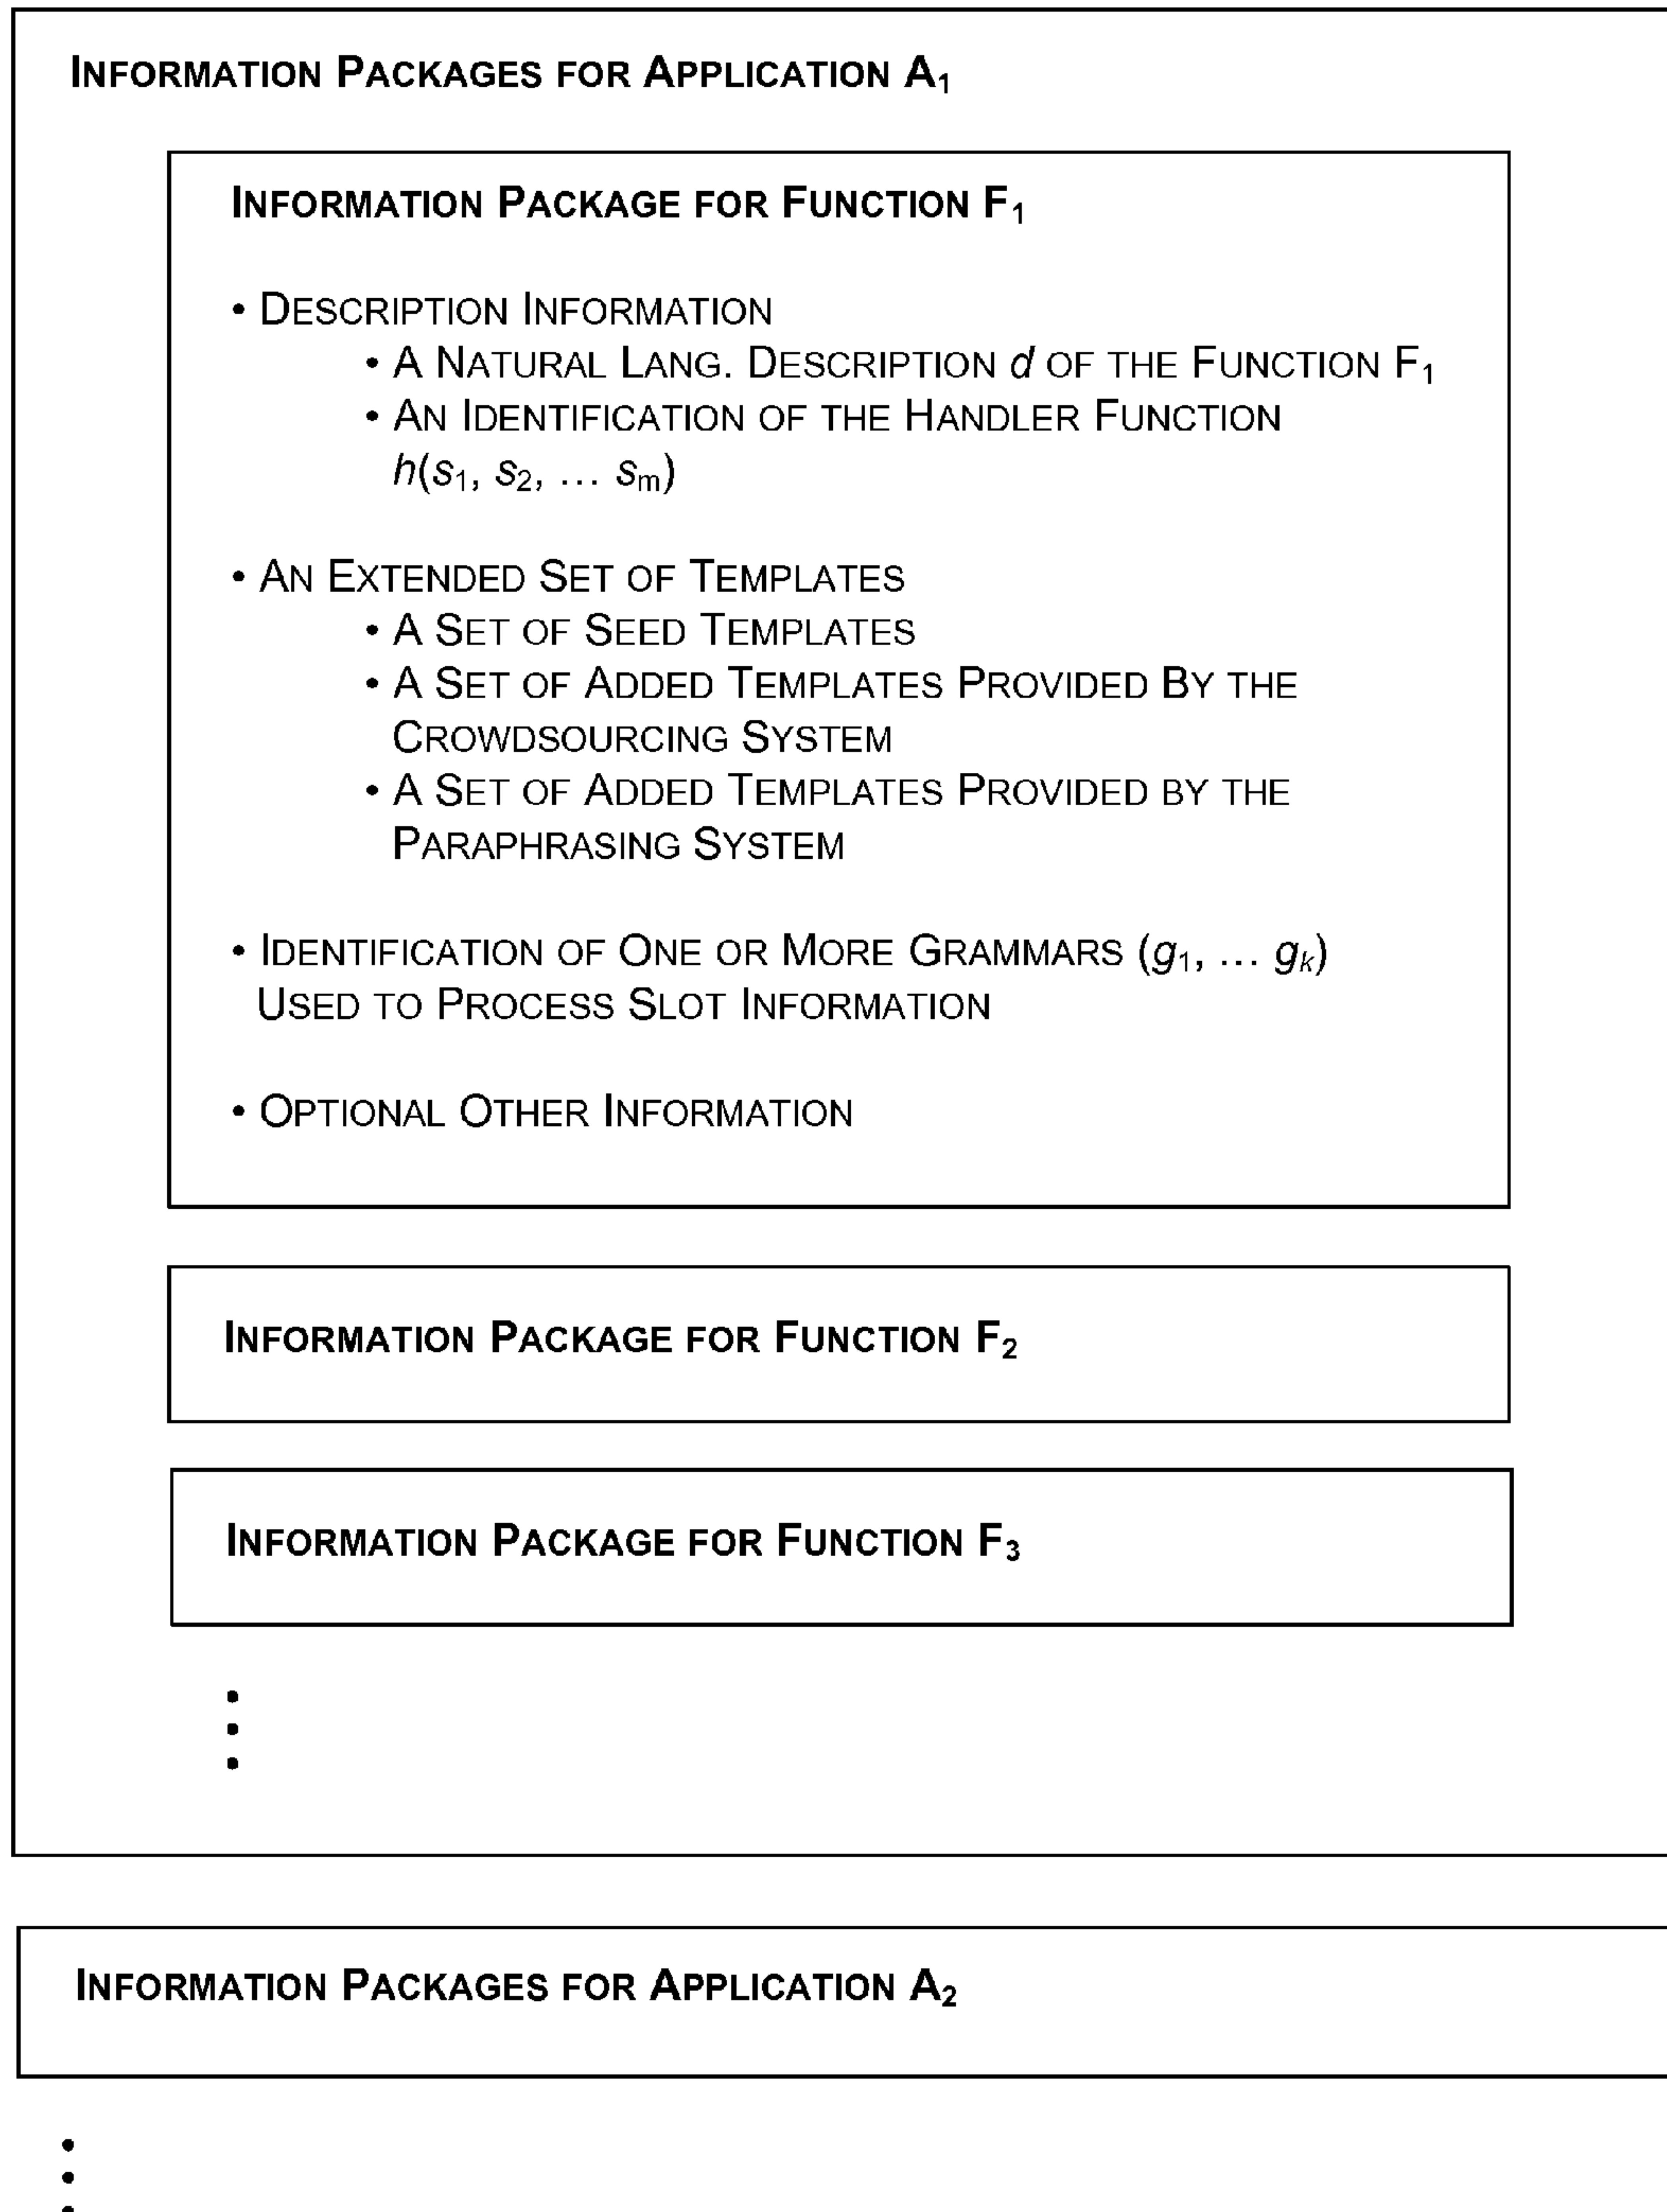 INFORMATION PACKAGES FOR APPLICATION A₁
INFORMATION PACKAGE FOR FUNCTION F₁
• DESCRIPTION INFORMATION
• A NATURAL LANG. DESCRIPTION d OF THE FUNCTION F₁
• AN IDENTIFICATION OF THE HANDLER FUNCTION
h(s₁, s₂, … sₘ)
• AN EXTENDED SET OF TEMPLATES
• A SET OF SEED TEMPLATES
• A SET OF ADDED TEMPLATES PROVIDED BY THE
CROWDSOURCING SYSTEM
• A SET OF ADDED TEMPLATES PROVIDED BY THE
PARAPHRASING SYSTEM
• IDENTIFICATION OF ONE OR MORE GRAMMARS (g₁, … gₖ)
USED TO PROCESS SLOT INFORMATION
• OPTIONAL OTHER INFORMATION
INFORMATION PACKAGE FOR FUNCTION F₂
INFORMATION PACKAGE FOR FUNCTION F₃
INFORMATION PACKAGES FOR APPLICATION A₂